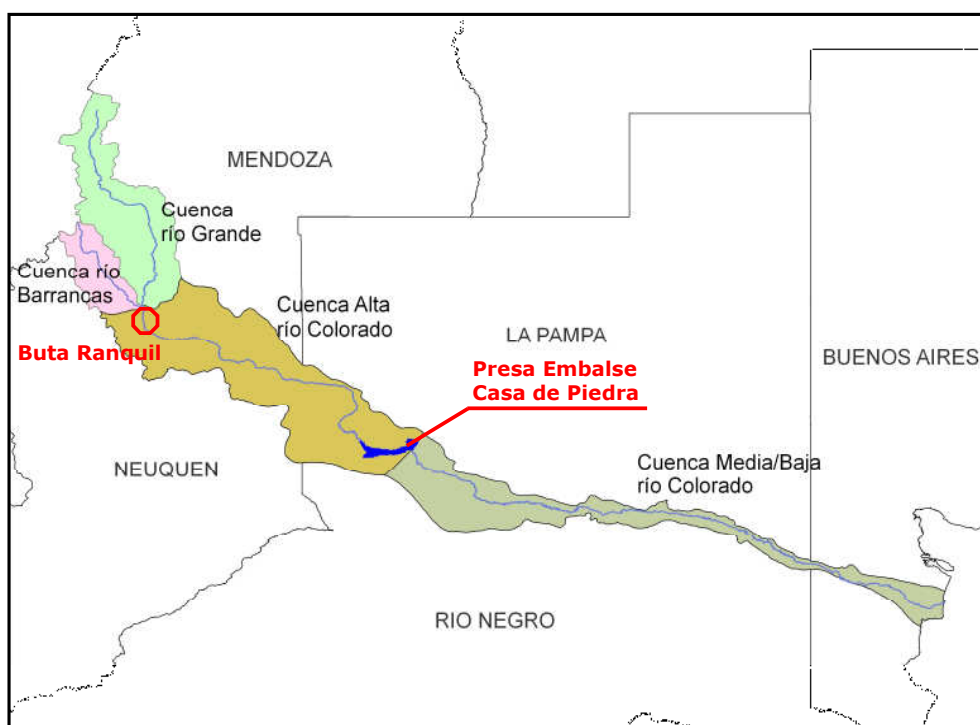 MENDOZA
Cuenca
río Grande
Cuenca río
Barrancas
Cuenca Alta
río Colorado
Buta Ranquil
LA PAMPA
BUENOS AIRES
Presa Embalse
Casa de Piedra
NEUQUEN
Cuenca Media/Baja
río Colorado
RIO NEGRO